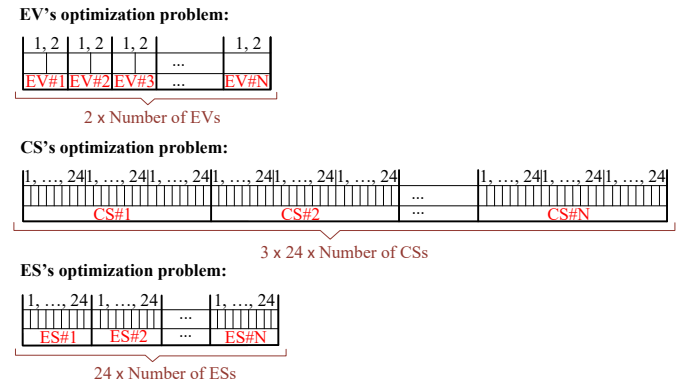 EV's optimization problem:
1, 2 1, 2 1, 2 1, 2
...
EV#1 EV#2 EV#3 ... EV#N
2 x Number of EVs
CS's optimization problem:
1, ..., 24 1, ..., 24 1, ..., 24 1, ..., 24 1, ..., 24 1, ..., 24 1, ..., 24 1, ..., 24 1, ..., 24
...
CS#1 CS#2 ... CS#N
3 x 24 x Number of CSs
ES's optimization problem:
1, ..., 24 1, ..., 24 1, ..., 24
...
ES#1 ES#2 ... ES#N
24 x Number of ESs